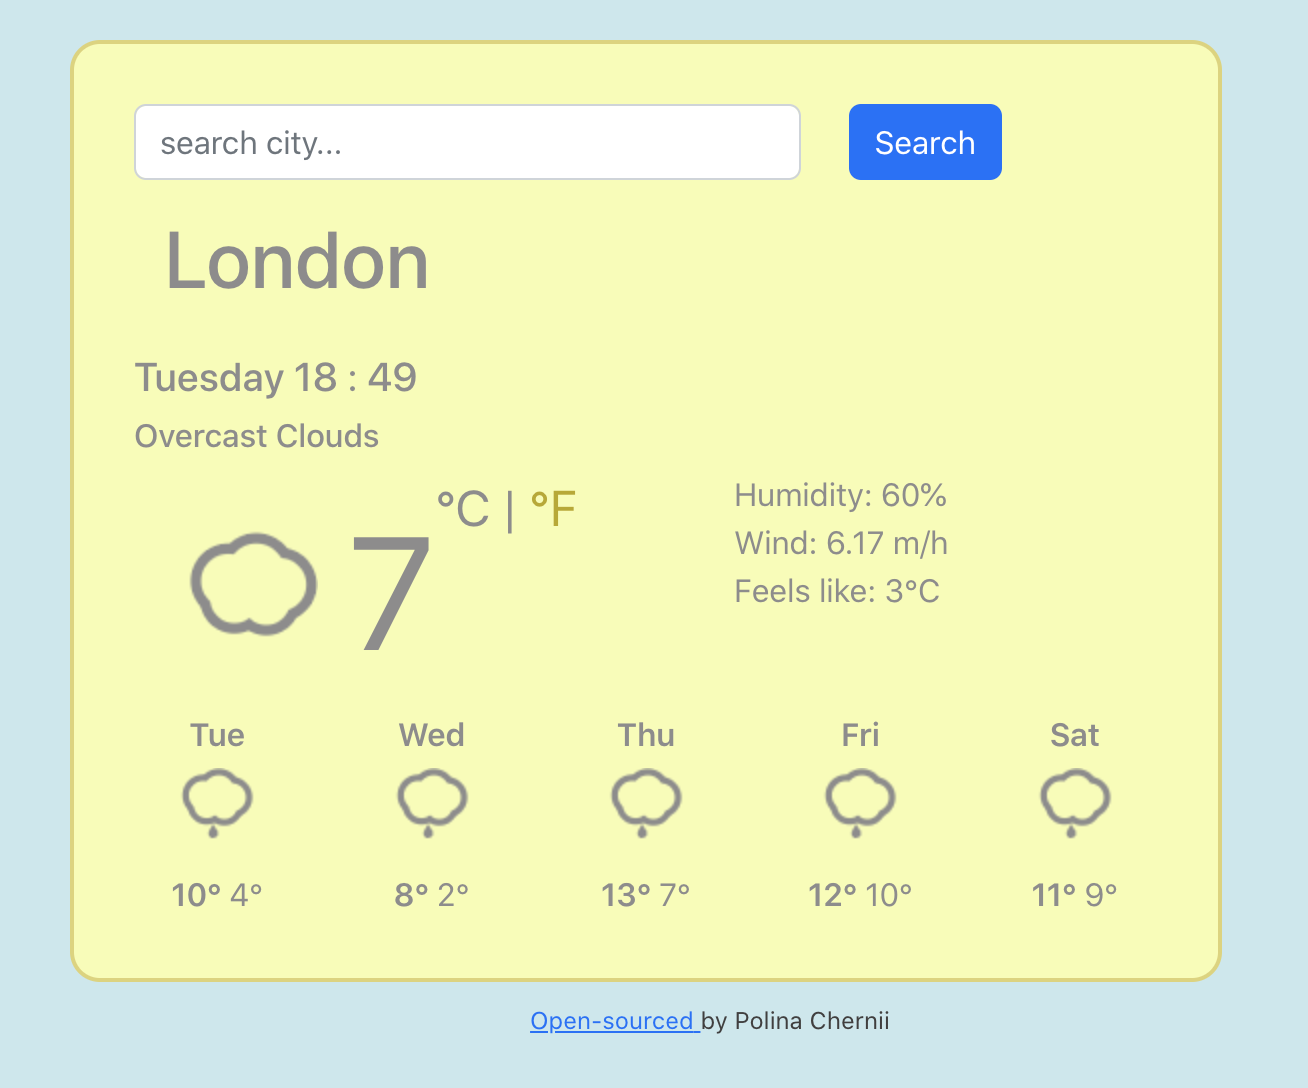 search city...
Search
London
Tuesday 18 : 49
Overcast Clouds
7 °C | °F
Humidity: 60%
Wind: 6.17 m/h
Feels like: 3°C
Tue Wed Thu Fri Sat
10° 4° 8° 2° 13° 7° 12° 10° 11° 9°
Open-sourced by Polina Chernii